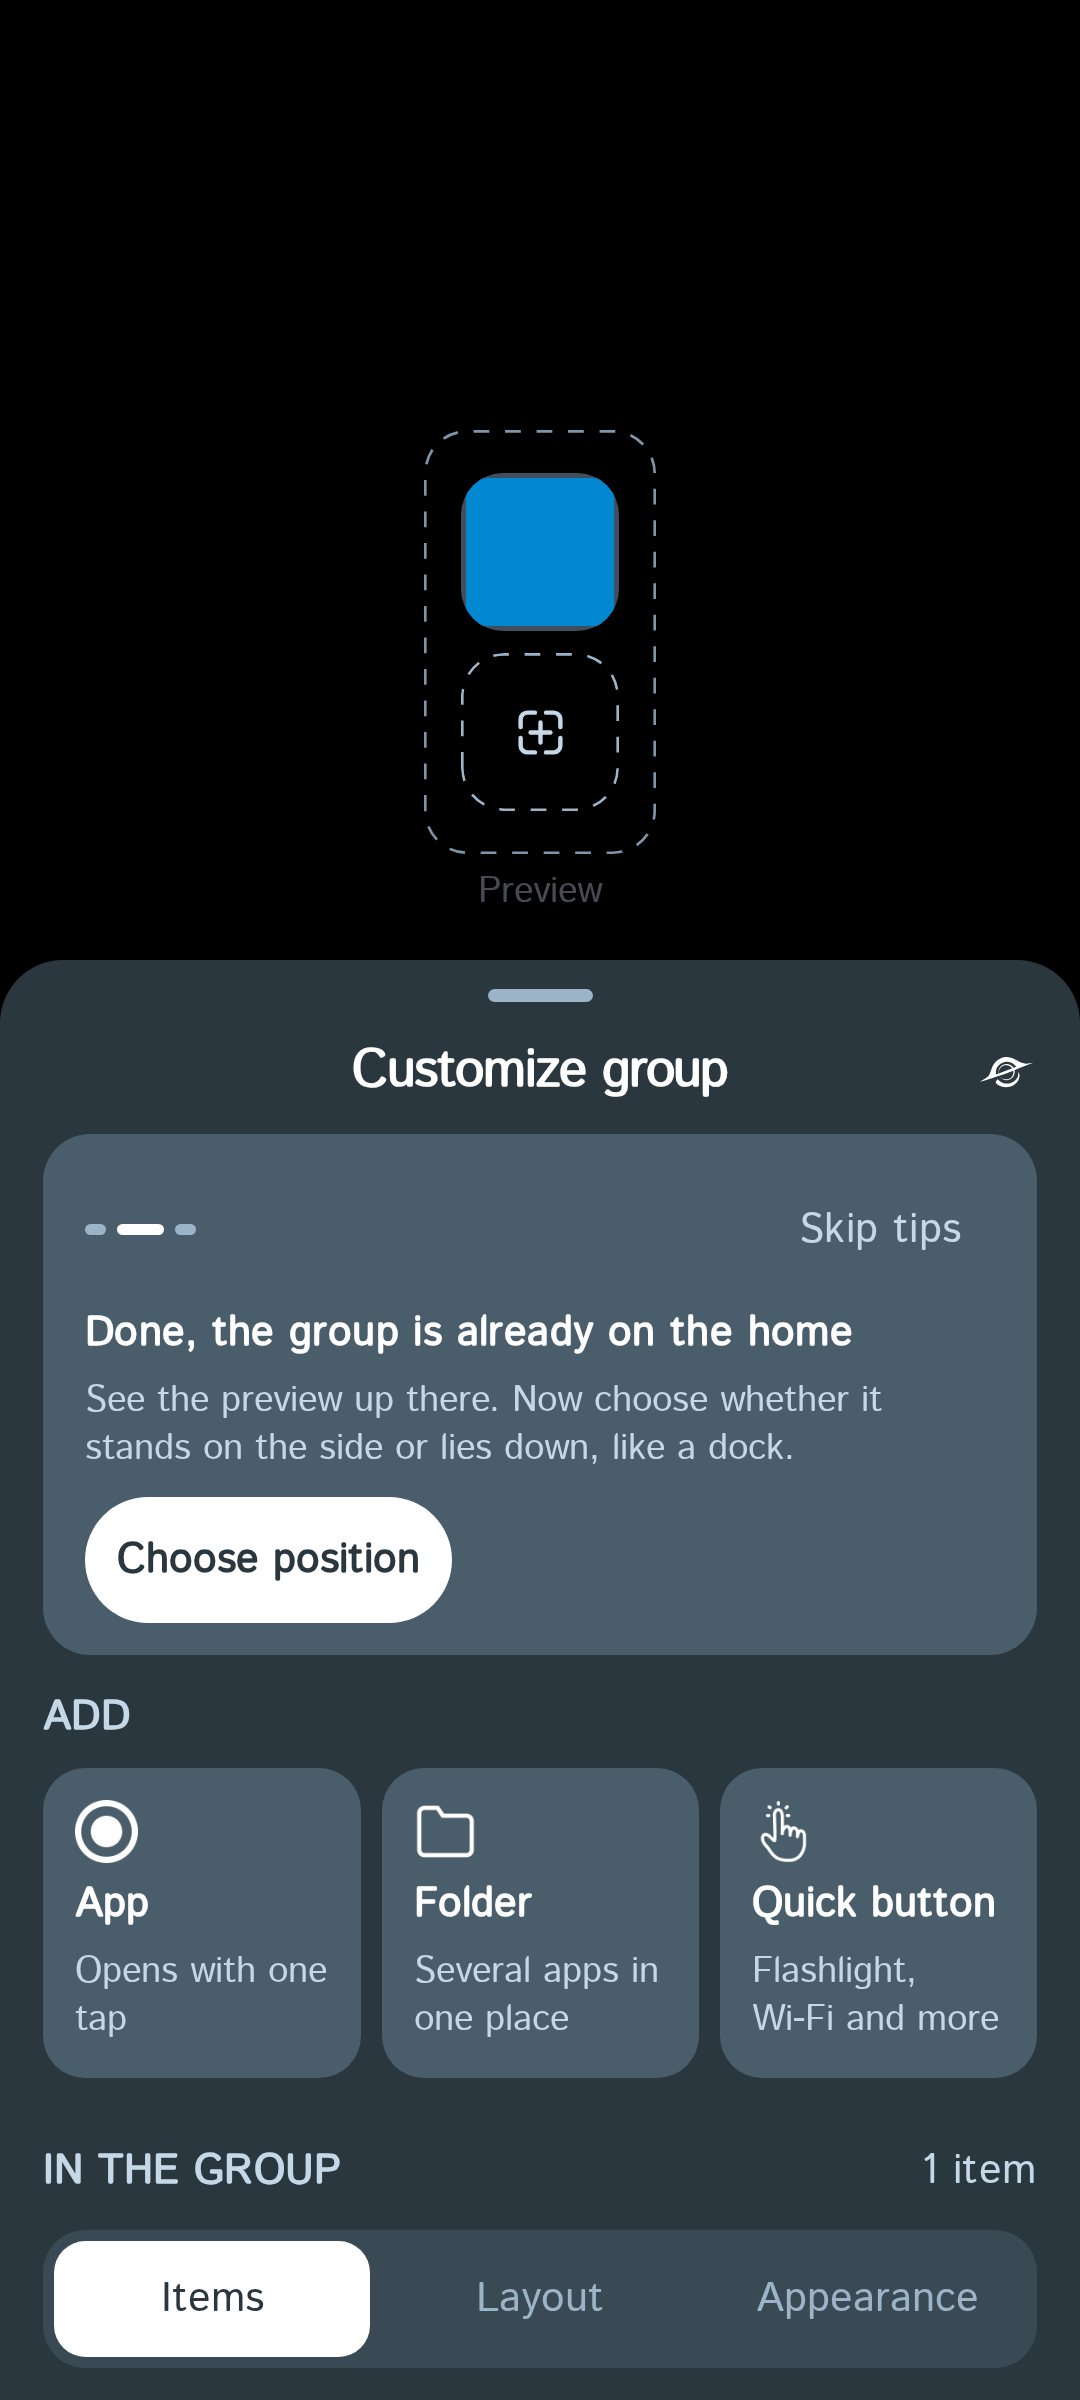 Preview
Customize group
Skip tips
Done, the group is already on the home
See the preview up there. Now choose whether it
stands on the side or lies down, like a dock.
Choose position
ADD
App
Opens with one
tap
Folder
Several apps in
one place
Quick button
Flashlight,
Wi-Fi and more
IN THE GROUP
1 item
Items
Layout
Appearance